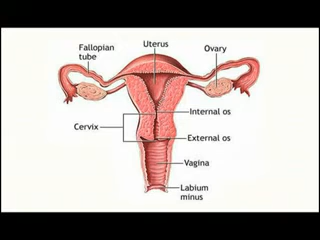 Fallopian
tube
Uterus
Ovary
Internal os
Cervix
External os
Vagina
Labium
minus